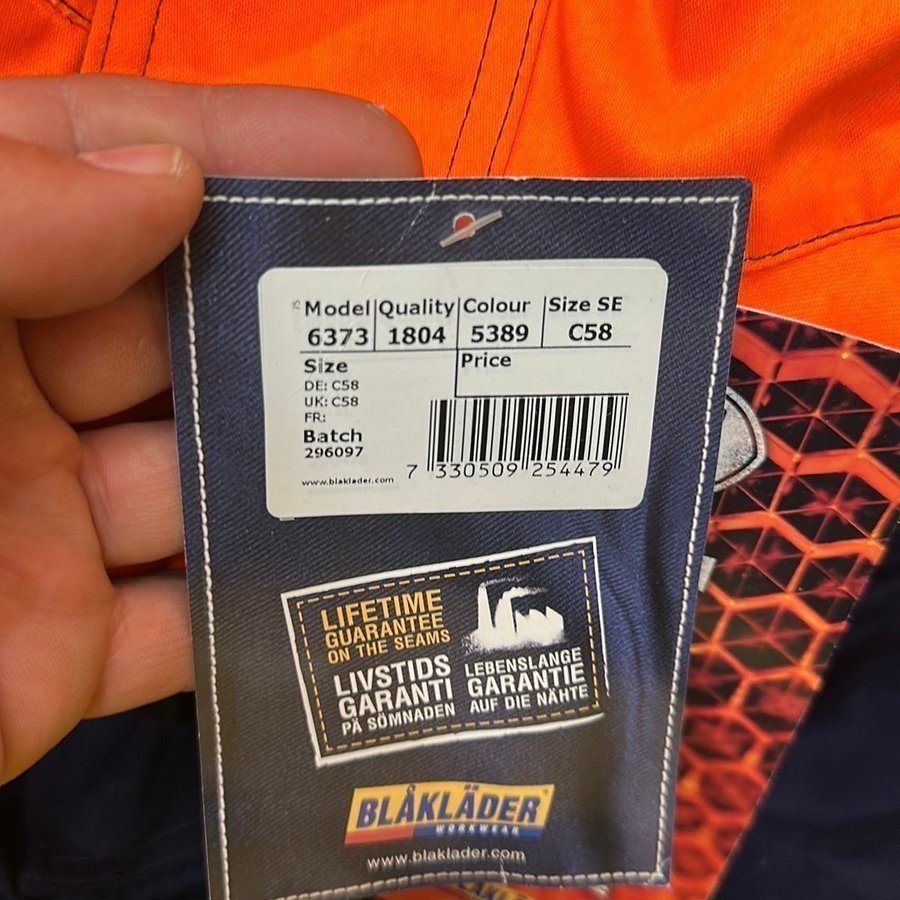 Model Quality Colour Size SE
6373 1804 5389 C58
Size Price
DE: C58
UK: C58
FR:
Batch
296097
www.blaklader.com
7 330509 254479
LIFETIME
GUARANTEE
ON THE SEAMS
LIVSTIDS
GARANTI
PÅ SÖMNADEN
LEBENSLANGE
GARANTIE
AUF DIE NÄHTE
BLÅKLÄDER
WORKWEAR
www.blaklader.com